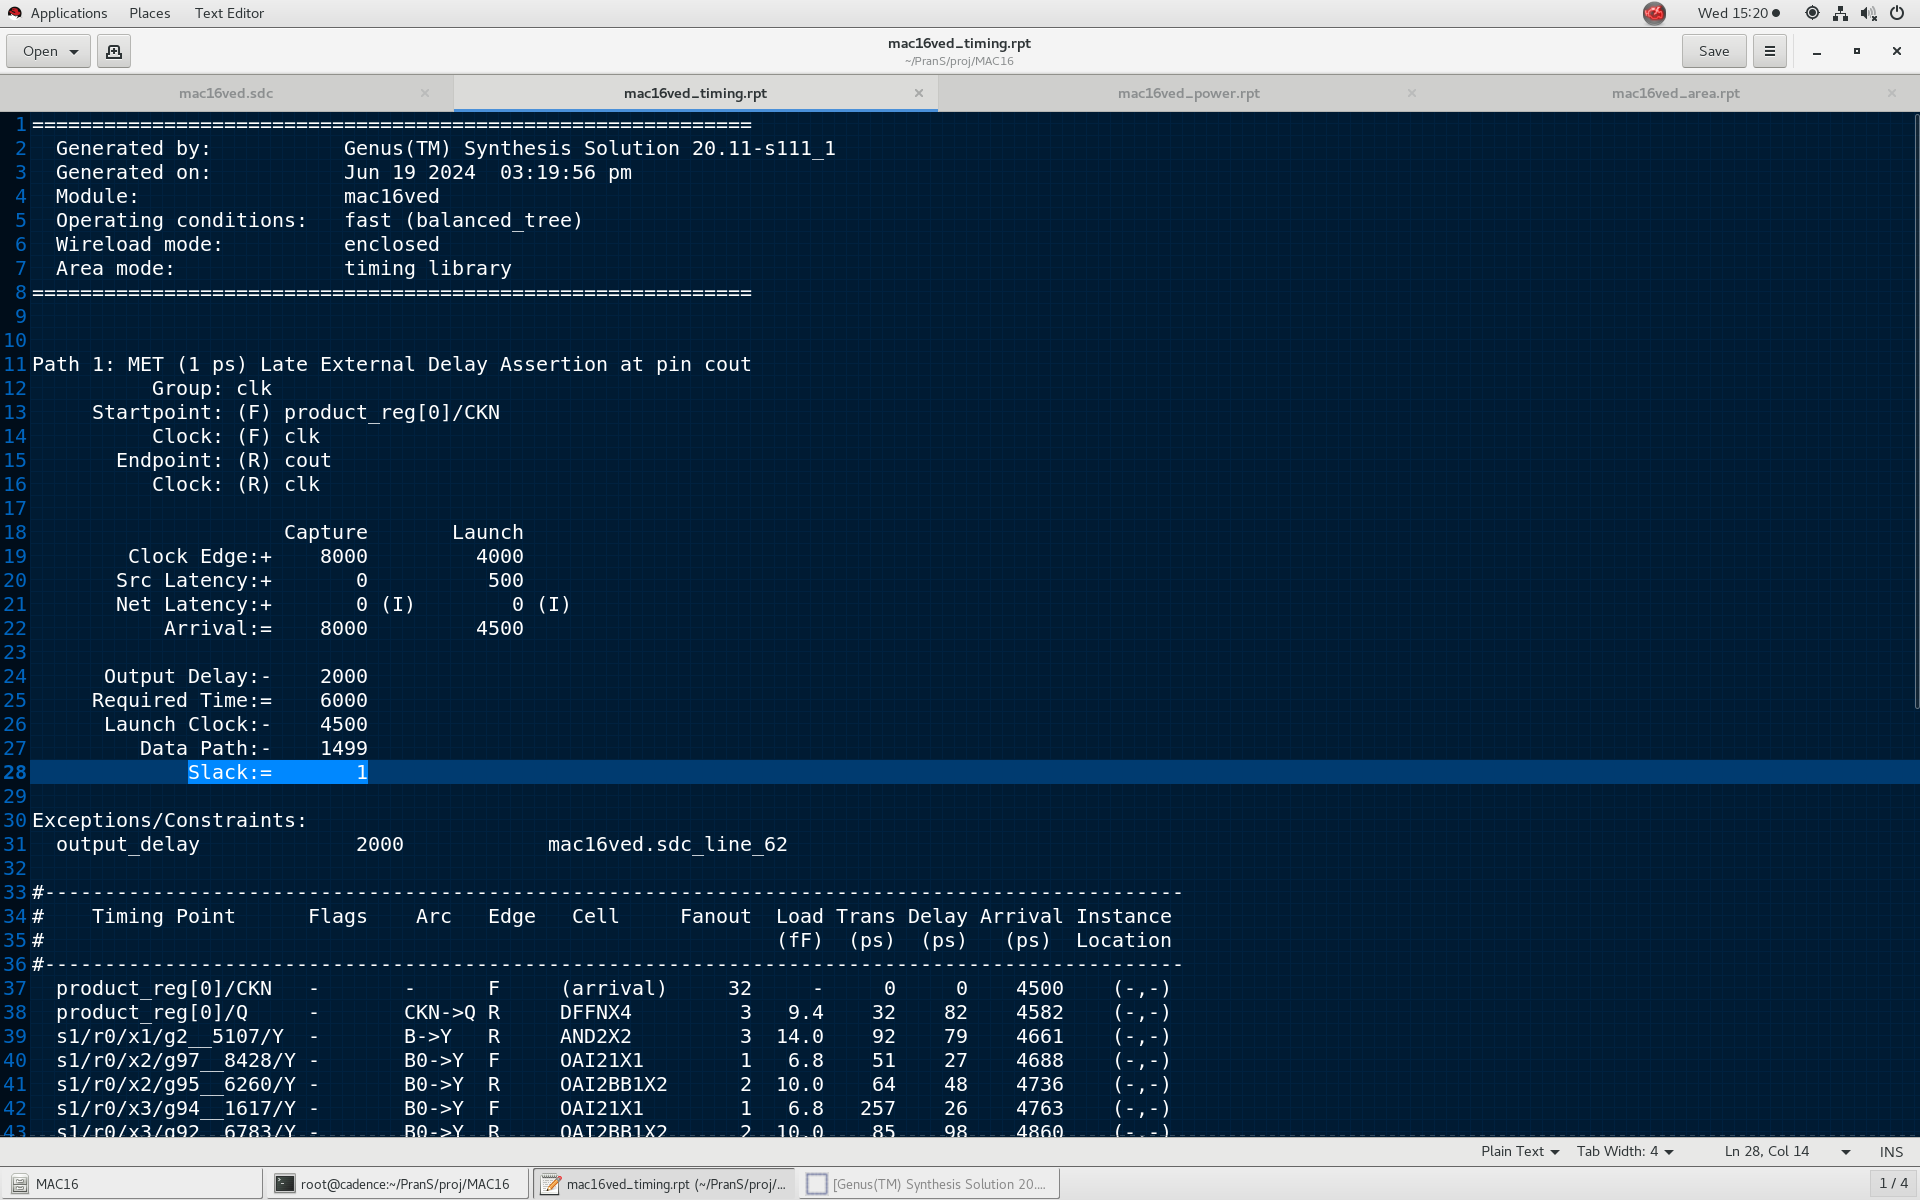 Applications Places Text Editor Wed 15:20
Open mac16ved_timing.rpt Save
~/PranS/proj/MAC16
mac16ved.sdc mac16ved_timing.rpt mac16ved_power.rpt mac16ved_area.rpt
1 ============================================================
2   Generated by:           Genus(TM) Synthesis Solution 20.11-s111_1
3   Generated on:           Jun 19 2024  03:19:56 pm
4   Module:                 mac16ved
5   Operating conditions:   fast (balanced_tree)
6   Wireload mode:          enclosed
7   Area mode:              timing library
8 ============================================================
9
10
11 Path 1: MET (1 ps) Late External Delay Assertion at pin cout
12           Group: clk
13      Startpoint: (F) product_reg[0]/CKN
14           Clock: (F) clk
15        Endpoint: (R) cout
16           Clock: (R) clk
17
18                      Capture       Launch
19         Clock Edge:+    8000         4000
20        Src Latency:+       0          500
21        Net Latency:+       0 (I)        0 (I)
22            Arrival:=    8000         4500
23
24       Output Delay:-    2000
25      Required Time:=    6000
26       Launch Clock:-    4500
27          Data Path:-    1499
28              Slack:=       1
29
30 Exceptions/Constraints:
31   output_delay             2000            mac16ved.sdc_line_62
32
33 #-----------------------------------------------------------------------------------------------
34 #    Timing Point      Flags    Arc   Edge   Cell     Fanout  Load Trans Delay Arrival Instance
35 #                                                             (fF)  (ps)  (ps)   (ps)  Location
36 #-----------------------------------------------------------------------------------------------
37   product_reg[0]/CKN   -       -      F     (arrival)     32     -     0     0    4500    (-,-)
38   product_reg[0]/Q     -       CKN->Q R     DFFNX4         3   9.4    32    82    4582    (-,-)
39   s1/r0/x1/g2__5107/Y  -       B->Y   R     AND2X2         3  14.0    92    79    4661    (-,-)
40   s1/r0/x2/g97__8428/Y -       B0->Y  F     OAI21X1        1   6.8    51    27    4688    (-,-)
41   s1/r0/x2/g95__6260/Y -       B0->Y  R     OAI2BB1X2      2  10.0    64    48    4736    (-,-)
42   s1/r0/x3/g94__1617/Y -       B0->Y  F     OAI21X1        1   6.8   257    26    4763    (-,-)
43   s1/r0/x3/g92__6783/Y -       B0->Y  R     OAI2BB1X2      2  10.0    85    98    4860    (-,-)
Plain Text Tab Width: 4 Ln 28, Col 14 INS
MAC16 root@cadence:~/PranS/proj/MAC16 mac16ved_timing.rpt (~/PranS/proj/... [Genus(TM) Synthesis Solution 20.... 1 / 4